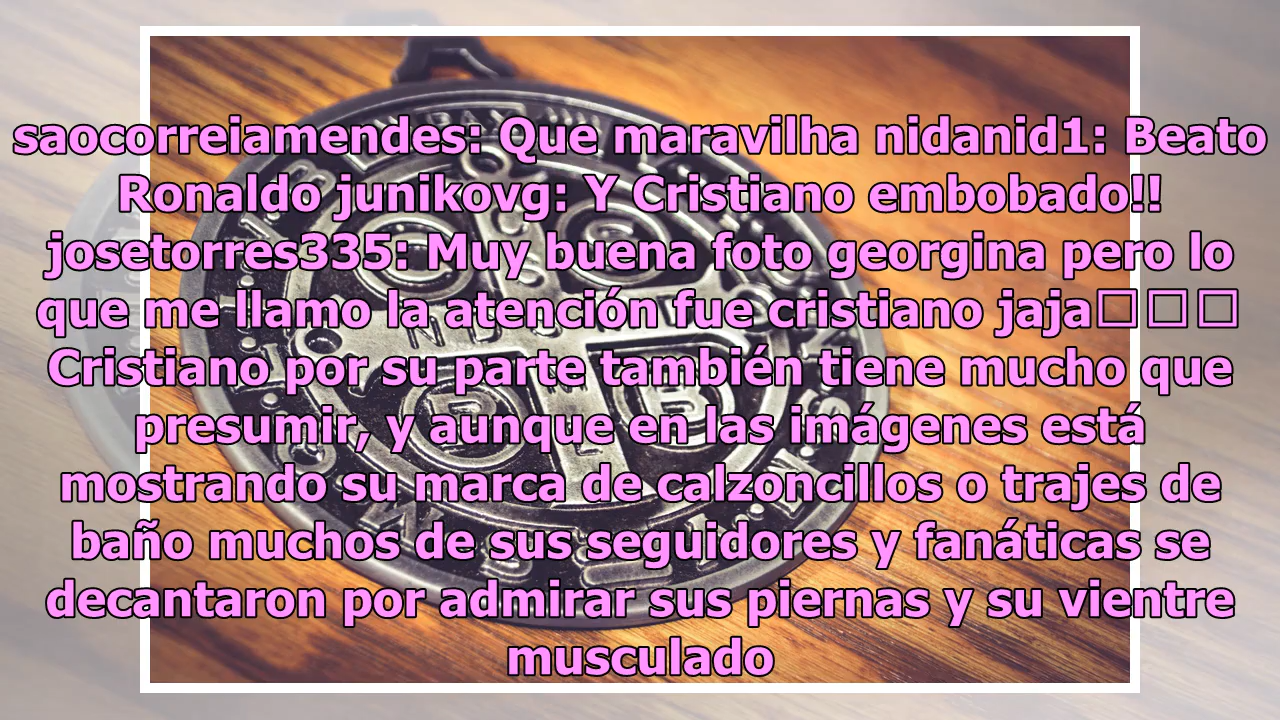 saocorreiamendes: Que maravilha nidanid1: Beato
Ronaldo junikovg: Y Cristiano embobado!!
josetorres335: Muy buena foto georgina pero lo
que me llamo la atención fue cristiano jaja□□□
Cristiano por su parte también tiene mucho que
presumir, y aunque en las imágenes está
mostrando su marca de calzoncillos o trajes de
baño muchos de sus seguidores y fanáticas se
decantaron por admirar sus piernas y su vientre
musculado